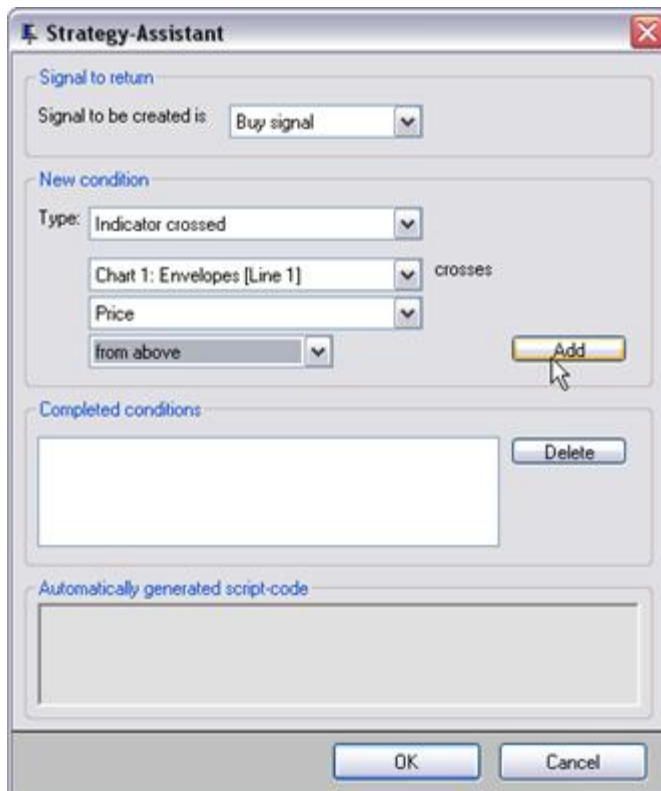 Strategy-Assistant
Signal to return
Signal to be created is Buy signal
New condition
Type: Indicator crossed
Chart 1: Envelopes [Line 1] crosses
Price
from above Add
Completed conditions
Delete
Automatically generated script-code
OK Cancel